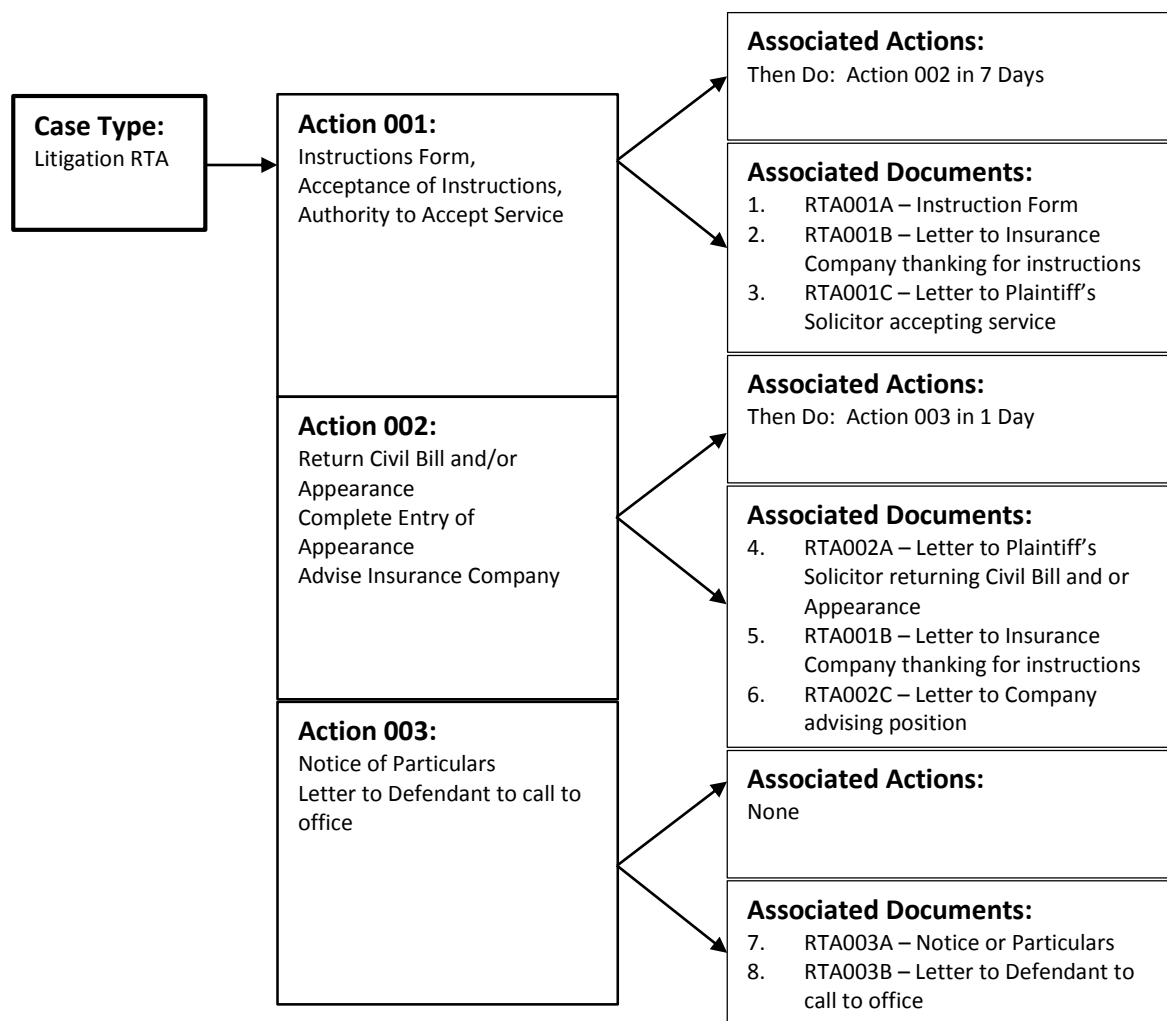 Case Type:
Litigation RTA
Action 001:
Instructions Form,
Acceptance of Instructions,
Authority to Accept Service
Associated Actions:
Then Do:  Action 002 in 7 Days
Associated Documents:
1. RTA001A – Instruction Form
2. RTA001B – Letter to Insurance
Company thanking for instructions
3. RTA001C – Letter to Plaintiff’s
Solicitor accepting service
Action 002:
Return Civil Bill and/or
Appearance
Complete Entry of
Appearance
Advise Insurance Company
Associated Actions:
Then Do:  Action 003 in 1 Day
Associated Documents:
4. RTA002A – Letter to Plaintiff’s
Solicitor returning Civil Bill and or
Appearance
5. RTA001B – Letter to Insurance
Company thanking for instructions
6. RTA002C – Letter to Company
advising position
Action 003:
Notice of Particulars
Letter to Defendant to call to
office
Associated Actions:
None
Associated Documents:
7. RTA003A – Notice or Particulars
8. RTA003B – Letter to Defendant to
call to office